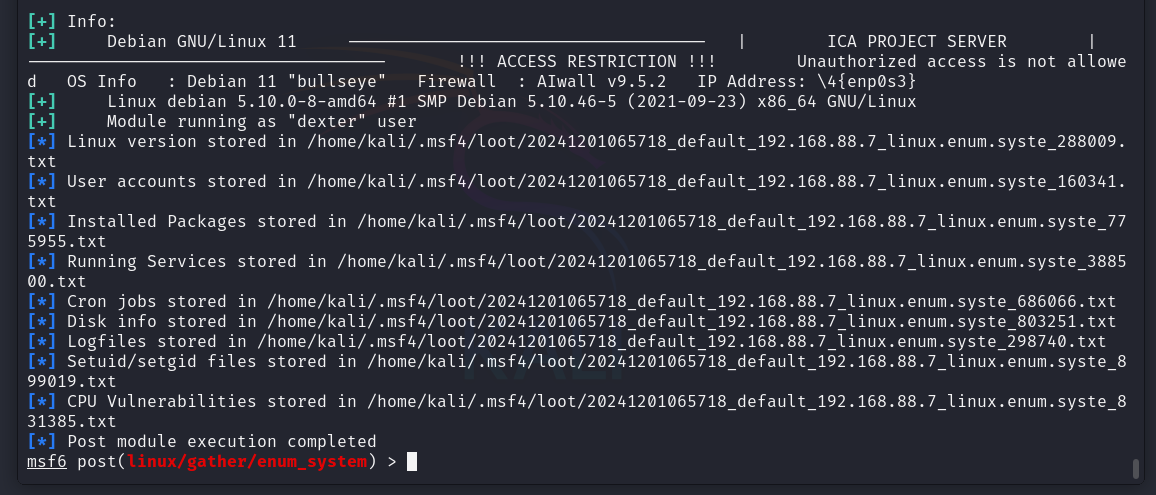 [+] Info:
[+]     Debian GNU/Linux 11     ────────────────────────────────────   |        ICA PROJECT SERVER        |
────────────────────────────────────       !!! ACCESS RESTRICTION !!!        Unauthorized access is not allowe
d   OS Info   : Debian 11 "bullseye"   Firewall  : AIwall v9.5.2   IP Address: \4{enp0s3}
[+]     Linux debian 5.10.0-8-amd64 #1 SMP Debian 5.10.46-5 (2021-09-23) x86_64 GNU/Linux
[+]     Module running as "dexter" user
[*] Linux version stored in /home/kali/.msf4/loot/20241201065718_default_192.168.88.7_linux.enum.syste_288009.
txt
[*] User accounts stored in /home/kali/.msf4/loot/20241201065718_default_192.168.88.7_linux.enum.syste_160341.
txt
[*] Installed Packages stored in /home/kali/.msf4/loot/20241201065718_default_192.168.88.7_linux.enum.syste_77
5955.txt
[*] Running Services stored in /home/kali/.msf4/loot/20241201065718_default_192.168.88.7_linux.enum.syste_3885
00.txt
[*] Cron jobs stored in /home/kali/.msf4/loot/20241201065718_default_192.168.88.7_linux.enum.syste_686066.txt
[*] Disk info stored in /home/kali/.msf4/loot/20241201065718_default_192.168.88.7_linux.enum.syste_803251.txt
[*] Logfiles stored in /home/kali/.msf4/loot/20241201065718_default_192.168.88.7_linux.enum.syste_298740.txt
[*] Setuid/setgid files stored in /home/kali/.msf4/loot/20241201065718_default_192.168.88.7_linux.enum.syste_8
99019.txt
[*] CPU Vulnerabilities stored in /home/kali/.msf4/loot/20241201065718_default_192.168.88.7_linux.enum.syste_8
31385.txt
[*] Post module execution completed
msf6 post(linux/gather/enum_system) >